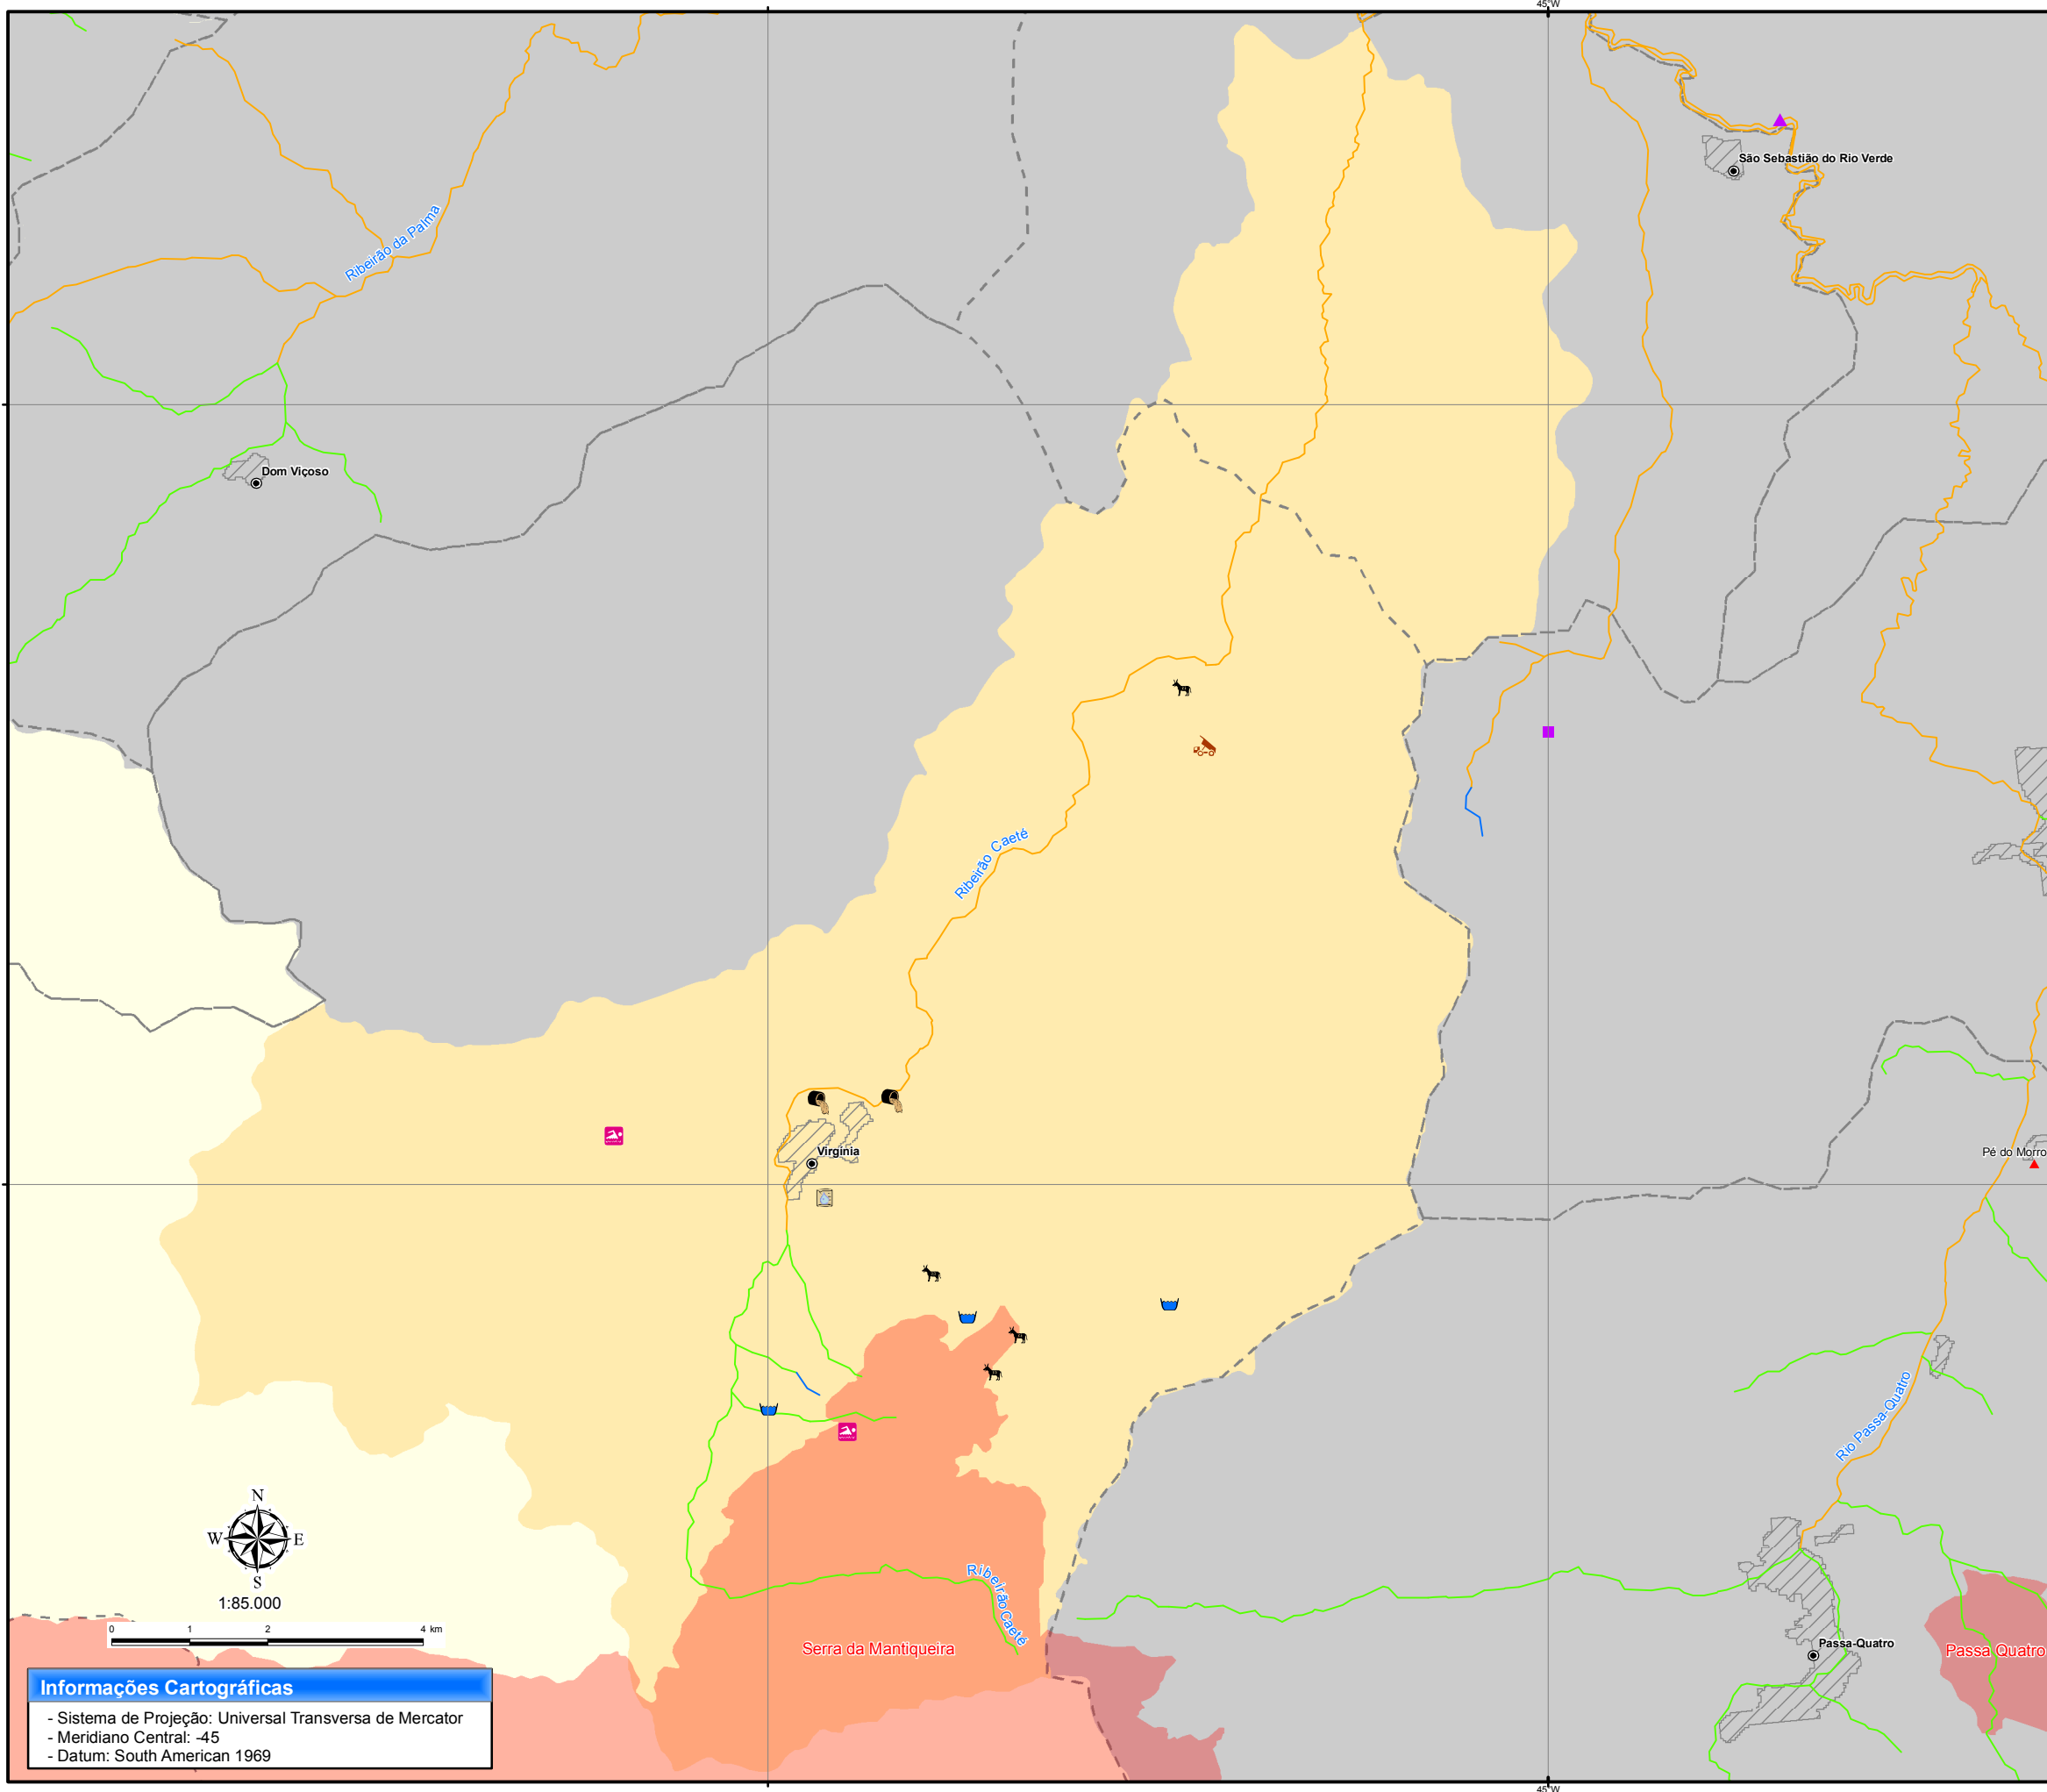 45°W
São Sebastião do Rio Verde
Ribeirão da Palma
Dom Viçoso
Ribeirão Caeté
Virgínia
Pé do Morro
Rio Passa-Quatro
N
W E
S
1:85.000
0 1 2 4 km
Ribeirão Caeté
Serra da Mantiqueira
Passa-Quatro
Passa Quatro
Informações Cartográficas
- Sistema de Projeção: Universal Transversa de Mercator
- Meridiano Central: -45
- Datum: South American 1969
45°W